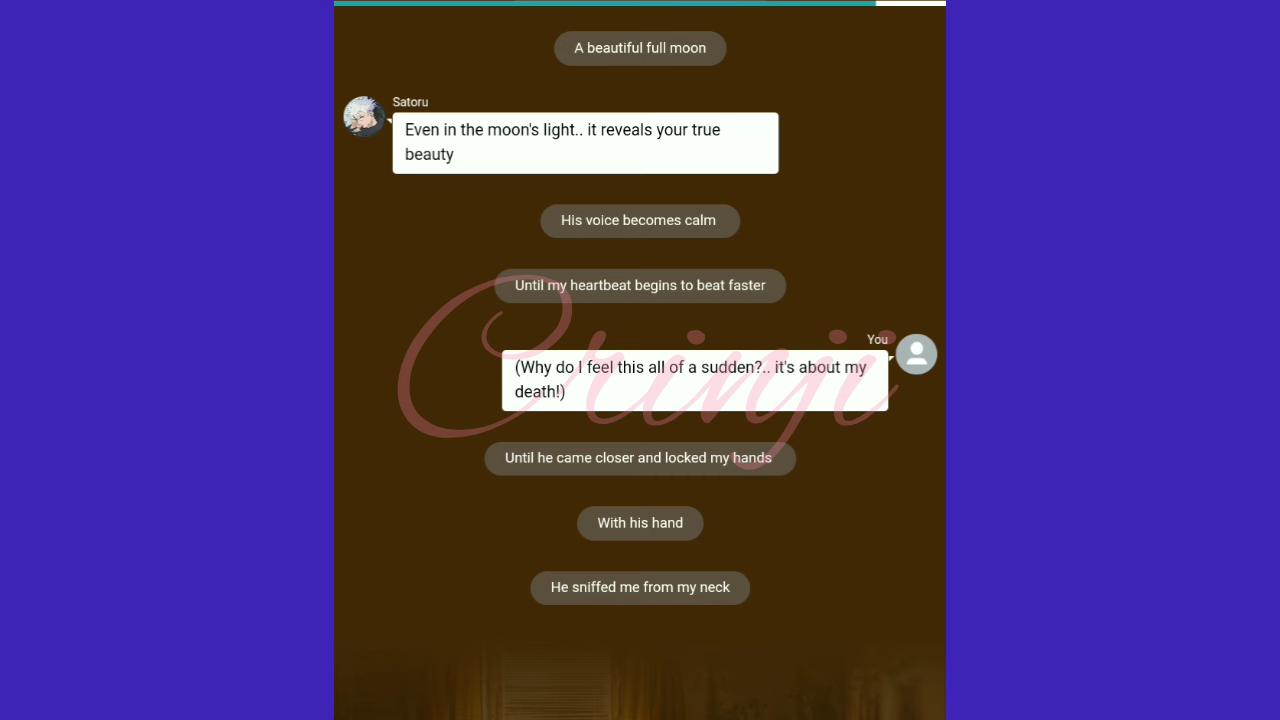 A beautiful full moon
Satoru
Even in the moon's light.. it reveals your true
beauty
His voice becomes calm
Until my heartbeat begins to beat faster
Crinji
You
(Why do I feel this all of a sudden?.. it's about my
death!)
Until he came closer and locked my hands
With his hand
He sniffed me from my neck